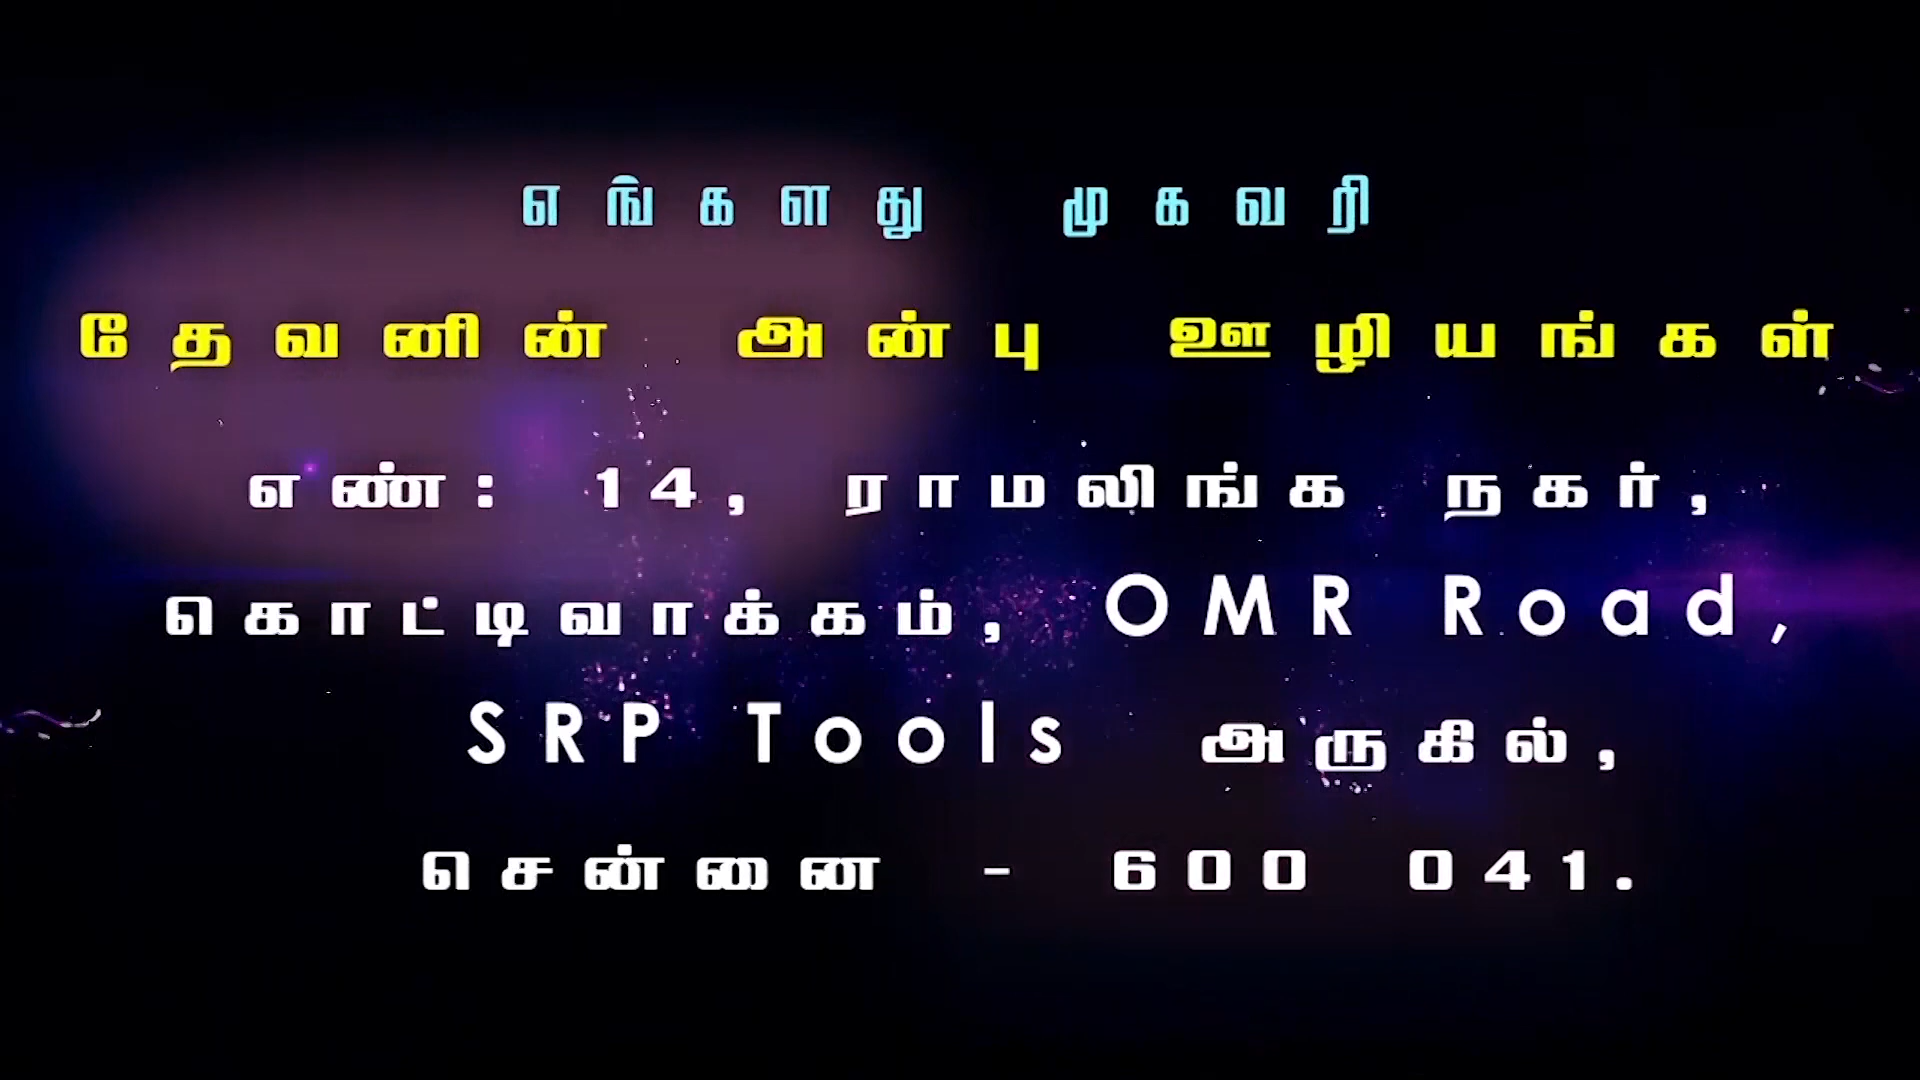 எங்களது முகவரி
தேவனின் அன்பு ஊழியங்கள்
எண்: 14, ராமலிங்க நகர்,
கொட்டிவாக்கம், OMR Road,
SRP Tools அருகில்,
சென்னை - 600 041.